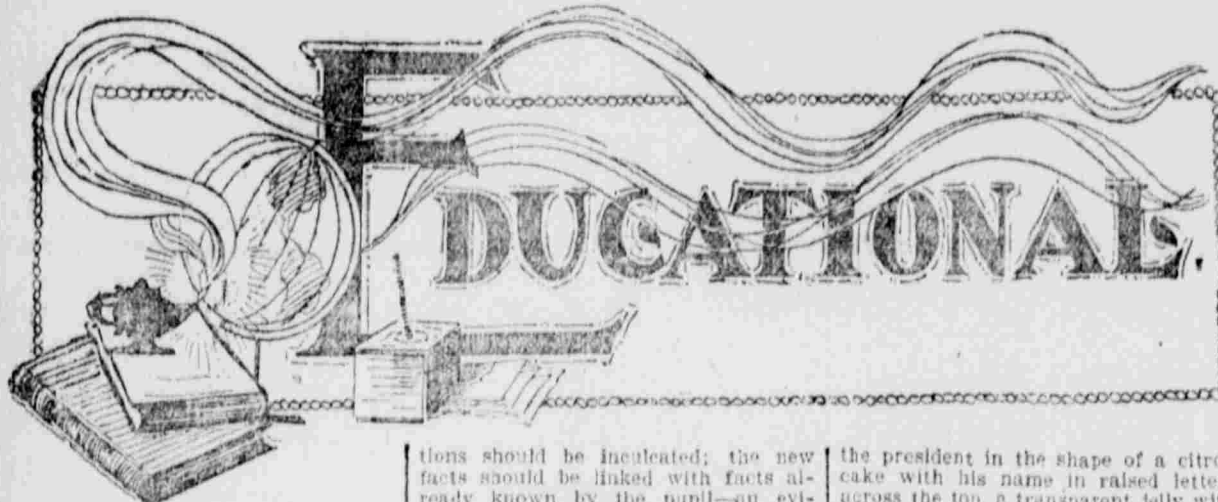 EDUCATIONAL.
tions should be inculcated; the new
facts should be linked with facts al-
ready known by the pupil—an evi-
the president in the shape of a citro
cake with his name in raised lette
across the top, a transparent jelly wi